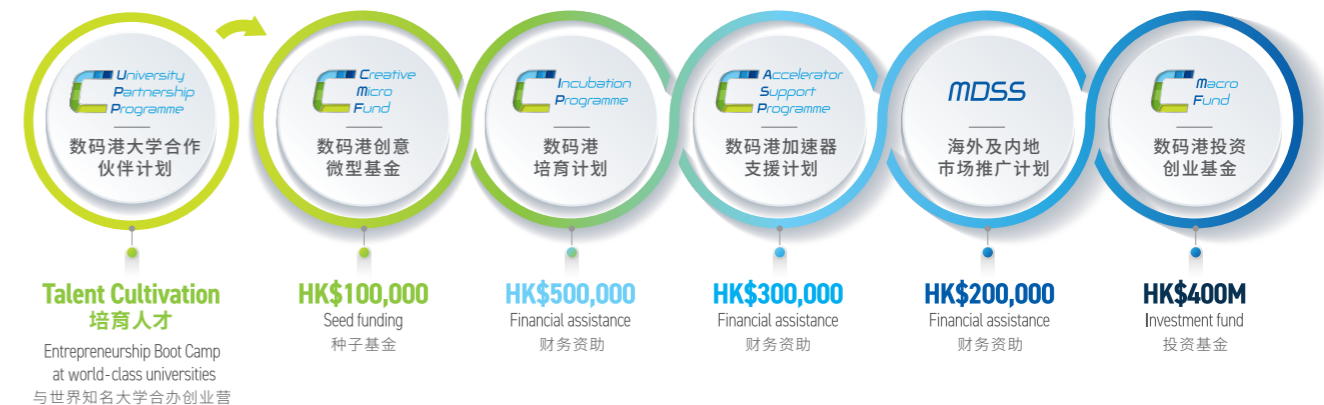 University
Partnership
Programme
数码港大学合作
伙伴计划
Talent Cultivation
培育人才
Entrepreneurship Boot Camp
at world-class universities
与世界知名大学合办创业营
Creative
Micro
Fund
数码港创意
微型基金
HK$100,000
Seed funding
种子基金
Incubation
Programme
数码港
培育计划
HK$500,000
Financial assistance
财务资助
Accelerator
Support
Programme
数码港加速器
支援计划
HK$300,000
Financial assistance
财务资助
MDSS
海外及内地
市场推广计划
HK$200,000
Financial assistance
财务资助
Macro
Fund
数码港投资
创业基金
HK$400M
Investment fund
投资基金